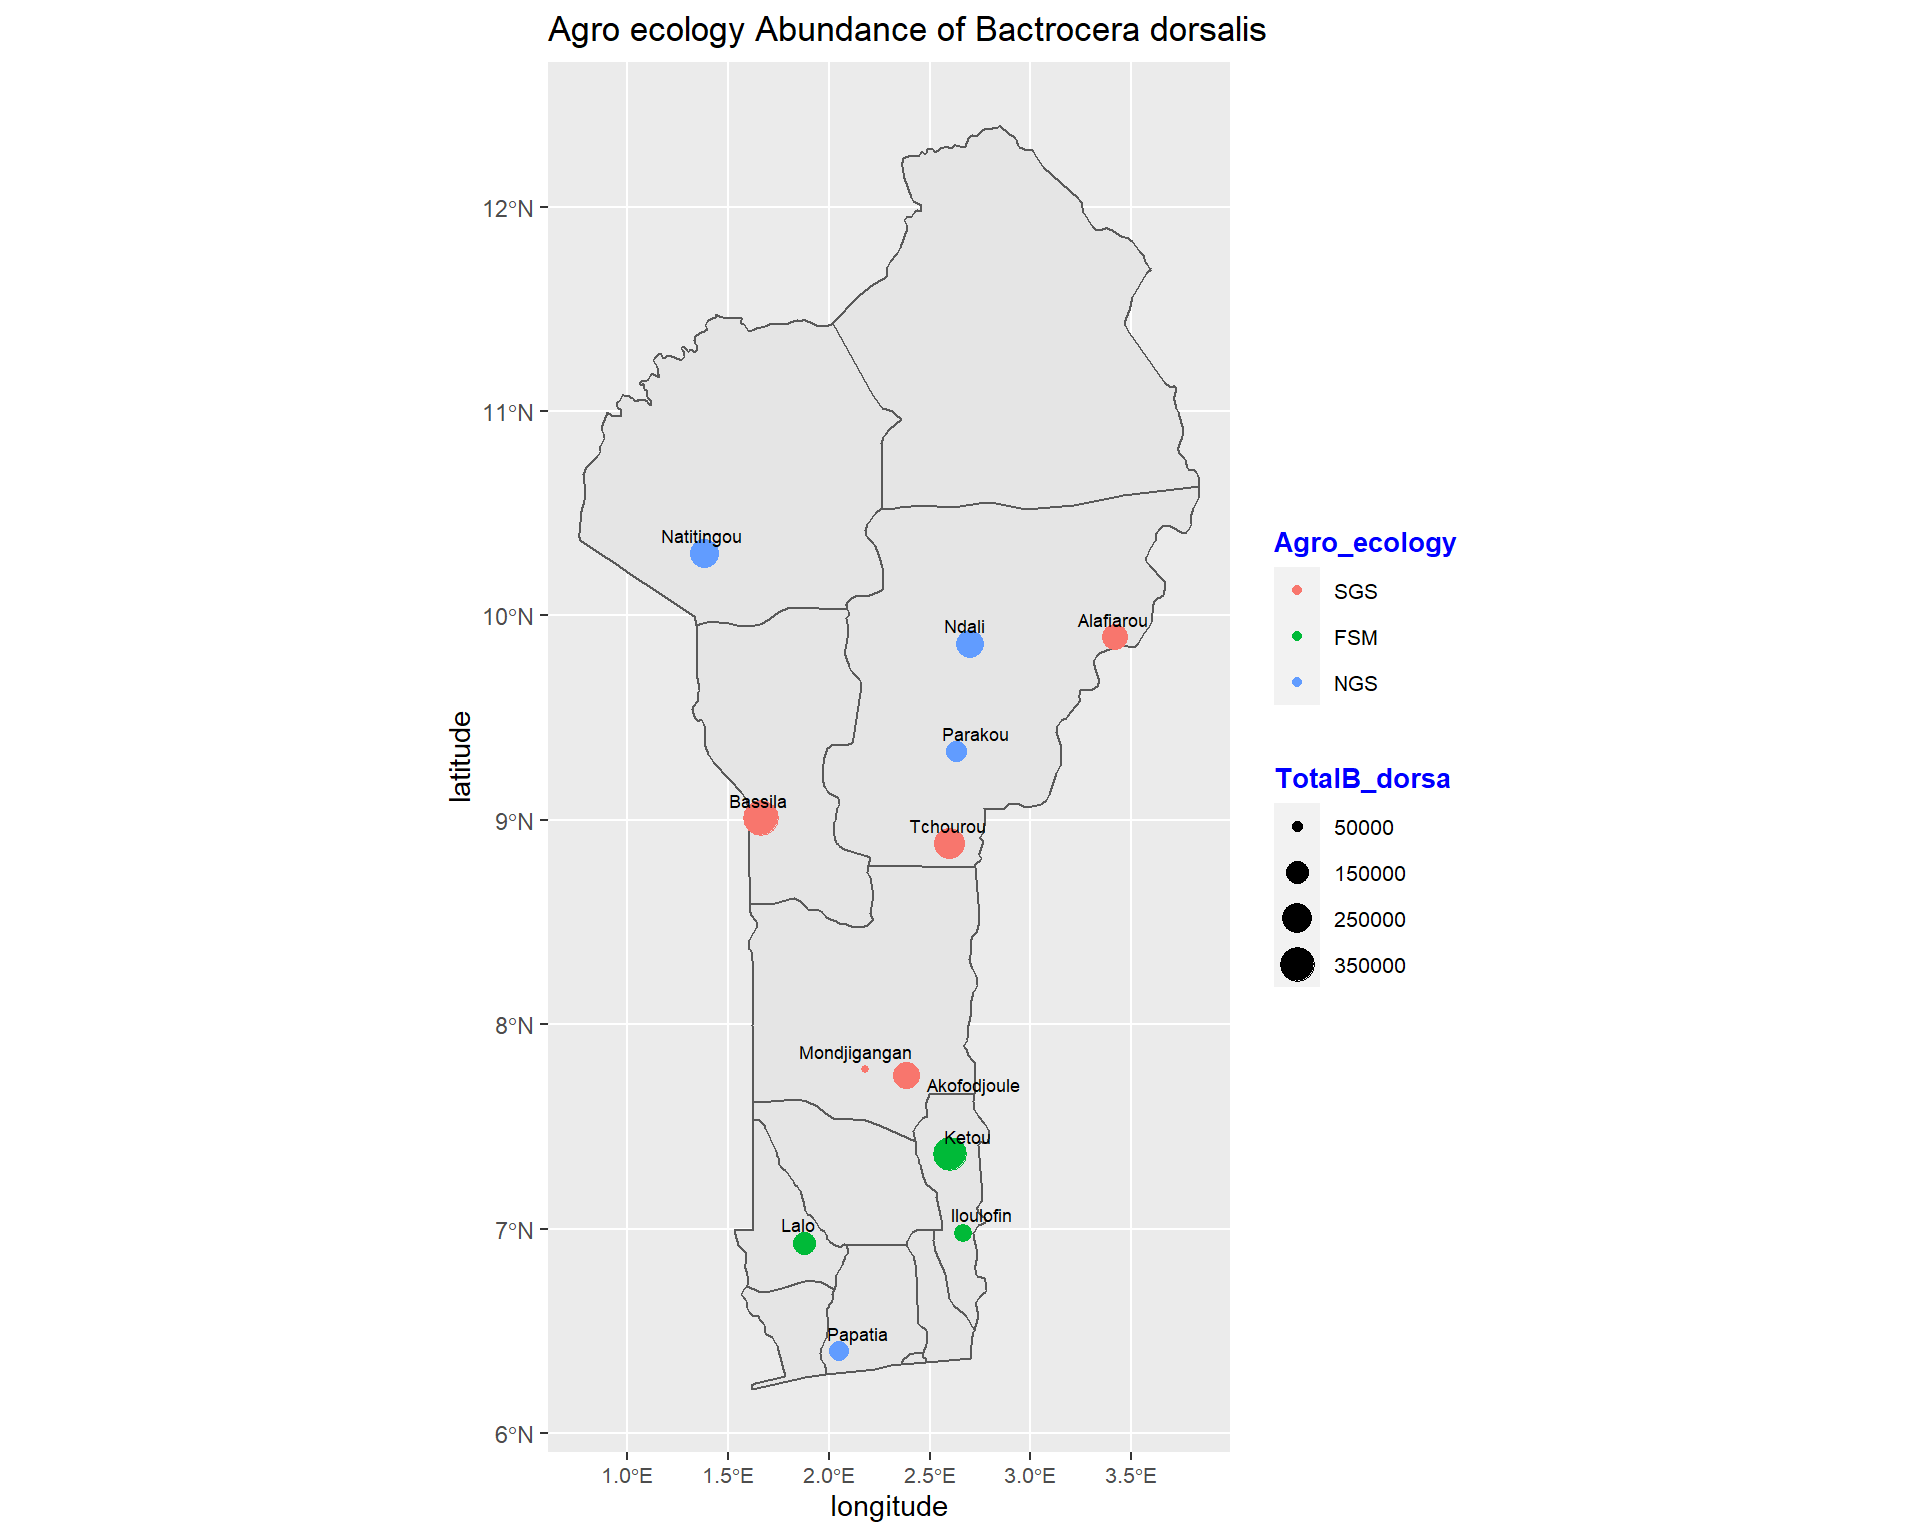 Agro ecology Abundance of Bactrocera dorsalis
12°N
11°N
10°N
9°N
8°N
7°N
6°N
latitude
Natitingou
Ndali
Alafiarou
Parakou
Bassila
Tchourou
Mondjigangan
Akofodjoule
Ketou
Iloulofin
Lalo
Papatia
1.0°E
1.5°E
2.0°E
2.5°E
3.0°E
3.5°E
longitude
Agro_ecology
SGS
FSM
NGS
TotalB_dorsa
50000
150000
250000
350000